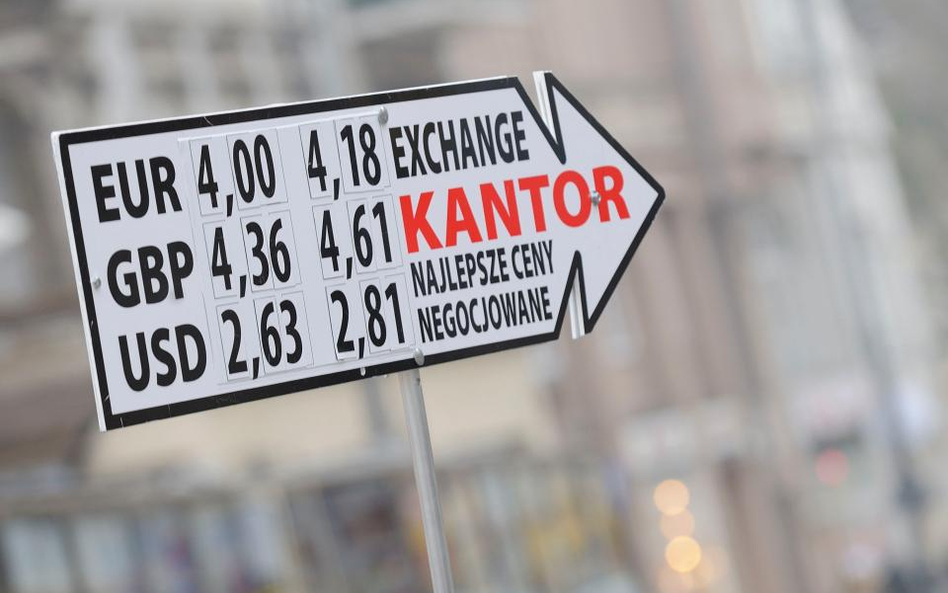 EUR 4,00 4,18
GBP 4,36 4,61
USD 2,63 2,81
EXCHANGE
KANTOR
NAJLEPSZE CENY
NEGOCJOWANE